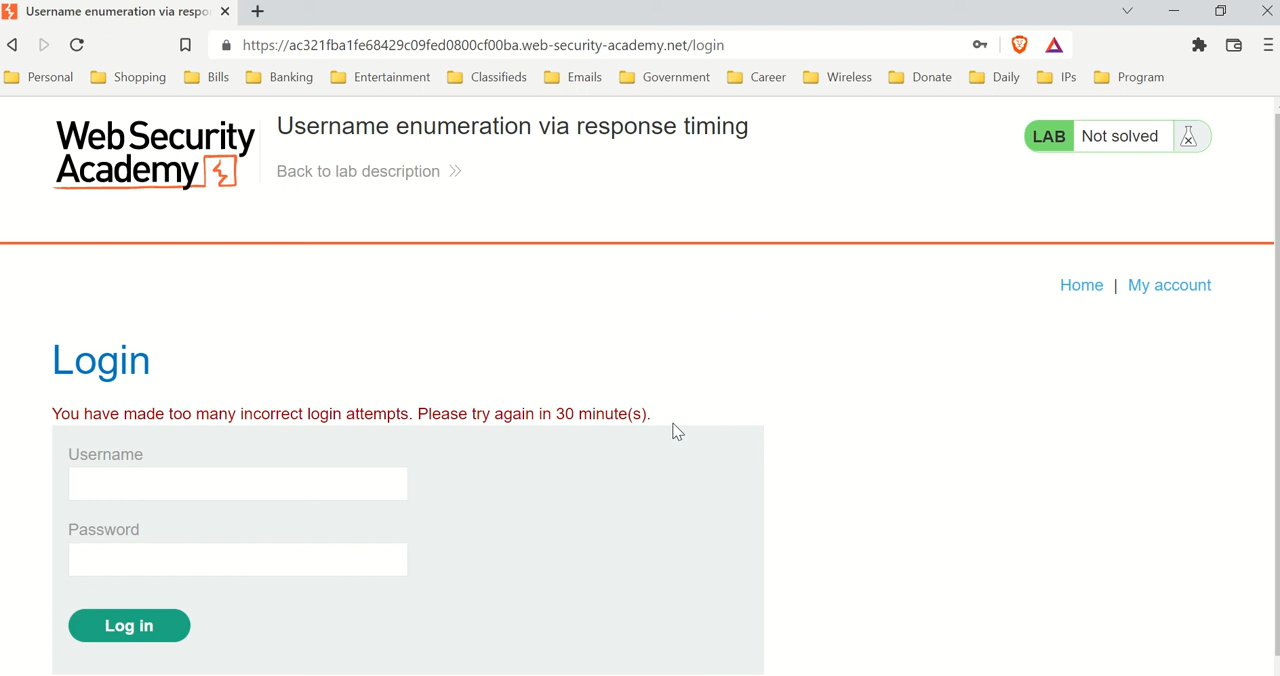 Username enumeration via respo
https://ac321fba1fe68429c09fed0800cf00ba.web-security-academy.net/login
Personal Shopping Bills Banking Entertainment Classifieds Emails Government Career Wireless Donate Daily IPs Program
Web Security
Academy
Username enumeration via response timing
Back to lab description
LAB Not solved
Home | My account
Login
You have made too many incorrect login attempts. Please try again in 30 minute(s).
Username
Password
Log in